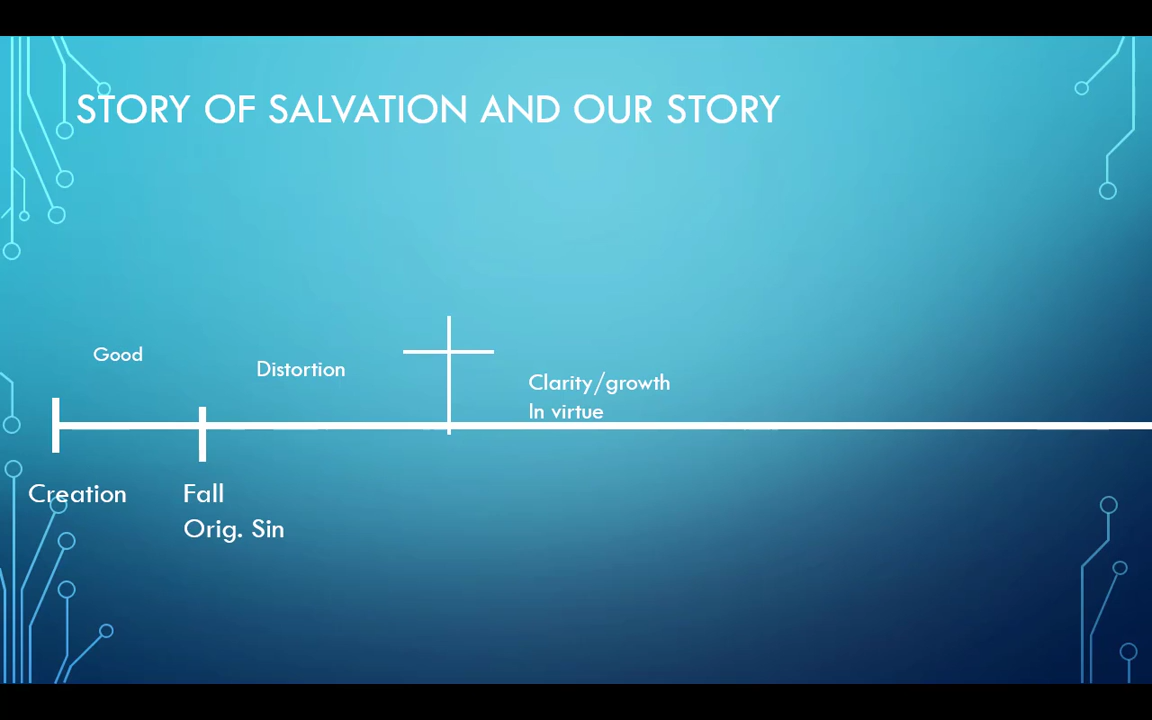 STORY OF SALVATION AND OUR STORY
Good
Distortion
Clarity/growth
In virtue
Creation
Fall
Orig. Sin